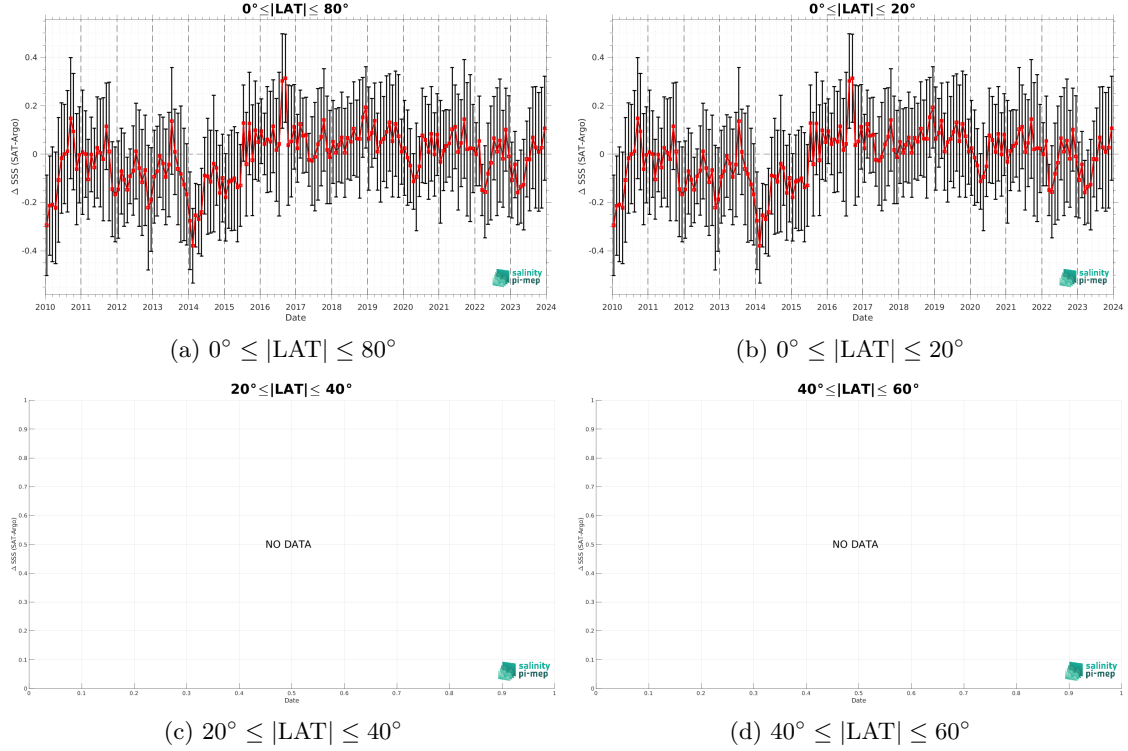 0°≤|LAT|≤ 80°
Δ SSS (SAT-Argo)
0.4
0.2
0
-0.2
-0.4
2010 2011 2012 2013 2014 2015 2016 2017 2018 2019 2020 2021 2022 2023 2024
Date
salinity
pi-mep
(a) 0° ≤ |LAT| ≤ 80°
0°≤|LAT|≤ 20°
Δ SSS (SAT-Argo)
0.4
0.2
0
-0.2
-0.4
2010 2011 2012 2013 2014 2015 2016 2017 2018 2019 2020 2021 2022 2023 2024
Date
salinity
pi-mep
(b) 0° ≤ |LAT| ≤ 20°
20°≤|LAT|≤ 40°
Δ SSS (SAT-Argo)
1
0.9
0.8
0.7
0.6
0.5
0.4
0.3
0.2
0.1
0
NO DATA
0 0.1 0.2 0.3 0.4 0.5 0.6 0.7 0.8 0.9 1
Date
salinity
pi-mep
(c) 20° ≤ |LAT| ≤ 40°
40°≤|LAT|≤ 60°
Δ SSS (SAT-Argo)
1
0.9
0.8
0.7
0.6
0.5
0.4
0.3
0.2
0.1
0
NO DATA
0 0.1 0.2 0.3 0.4 0.5 0.6 0.7 0.8 0.9 1
Date
salinity
pi-mep
(d) 40° ≤ |LAT| ≤ 60°